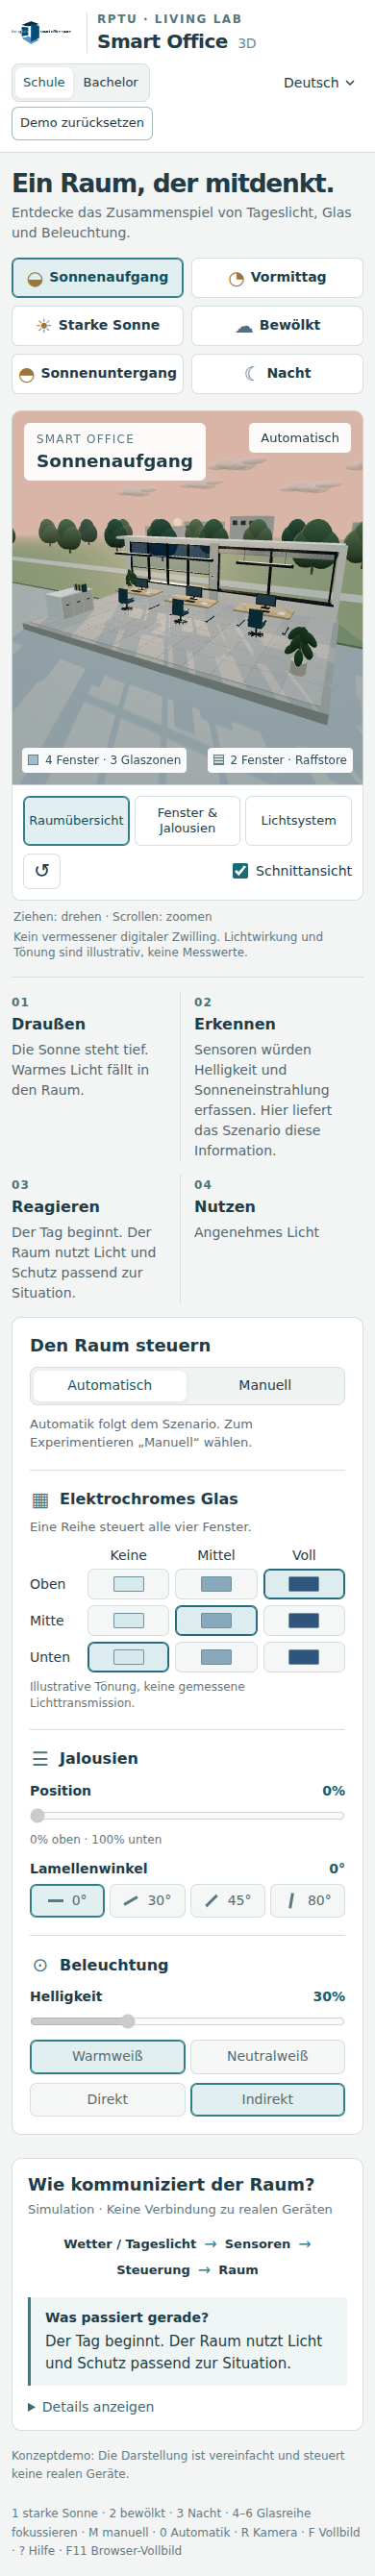 RPTU · LIVING LAB
Smart Office 3D
Schule Bachelor
Deutsch
Demo zurücksetzen
Ein Raum, der mitdenkt.
Entdecke das Zusammenspiel von Tageslicht, Glas
und Beleuchtung.
Sonnenaufgang
Vormittag
Starke Sonne
Bewölkt
Sonnenuntergang
Nacht
SMART OFFICE
Sonnenaufgang
Automatisch
4 Fenster · 3 Glaszonen
2 Fenster · Raffstore
Raumübersicht
Fenster &
Jalousien
Lichtsystem
↺
Schnittansicht
Ziehen: drehen · Scrollen: zoomen
Kein vermessener digitaler Zwilling. Lichtwirkung und
Tönung sind illustrativ, keine Messwerte.
01
Draußen
Die Sonne steht tief.
Warmes Licht fällt in
den Raum.
02
Erkennen
Sensoren würden
Helligkeit und
Sonneneinstrahlung
erfassen. Hier liefert
das Szenario diese
Information.
03
Reagieren
Der Tag beginnt. Der
Raum nutzt Licht und
Schutz passend zur
Situation.
04
Nutzen
Angenehmes Licht
Den Raum steuern
Automatisch Manuell
Automatik folgt dem Szenario. Zum
Experimentieren „Manuell“ wählen.
Elektrochromes Glas
Eine Reihe steuert alle vier Fenster.
Keine Mittel Voll
Oben
Mitte
Unten
Illustrative Tönung, keine gemessene
Lichttransmission.
Jalousien
Position 0%
0% oben · 100% unten
Lamellenwinkel 0°
0° 30° 45° 80°
Beleuchtung
Helligkeit 30%
Warmweiß Neutralweiß
Direkt Indirekt
Wie kommuniziert der Raum?
Simulation · Keine Verbindung zu realen Geräten
Wetter / Tageslicht → Sensoren →
Steuerung → Raum
Was passiert gerade?
Der Tag beginnt. Der Raum nutzt Licht
und Schutz passend zur Situation.
Details anzeigen
Konzeptdemo: Die Darstellung ist vereinfacht und steuert
keine realen Geräte.
1 starke Sonne · 2 bewölkt · 3 Nacht · 4–6 Glasreihe
fokussieren · M manuell · 0 Automatik · R Kamera · F Vollbild
· ? Hilfe · F11 Browser-Vollbild